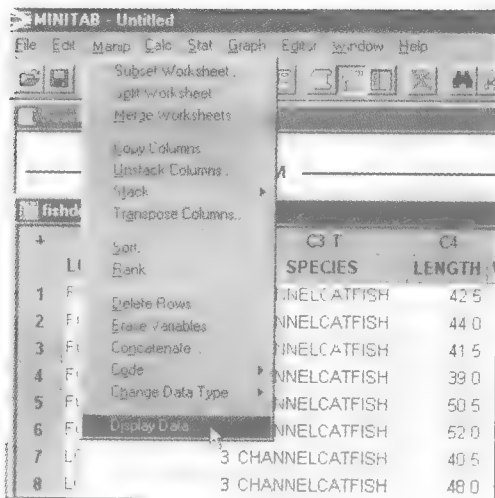 MINITAB - Untitled
File Edit Manip Calc Stat Graph Editor Window Help
Subset Worksheet...
Split Worksheet
Merge Worksheets
Copy Columns
Unstack Columns...
Stack
Transpose Columns...
Sort...
Rank
Delete Rows
Erase Variables
Concatenate...
Code
Change Data Type
Display Data...
C3 T C4
SPECIES LENGTH
1 F NNELCATFISH 42.5
2 NNELCATFISH 44.0
3 NNELCATFISH 41.5
4 NNELCATFISH 39.0
5 NNELCATFISH 50.5
6 NNELCATFISH 52.0
7 3 CHANNELCATFISH 40.5
8 3 CHANNELCATFISH 48.0